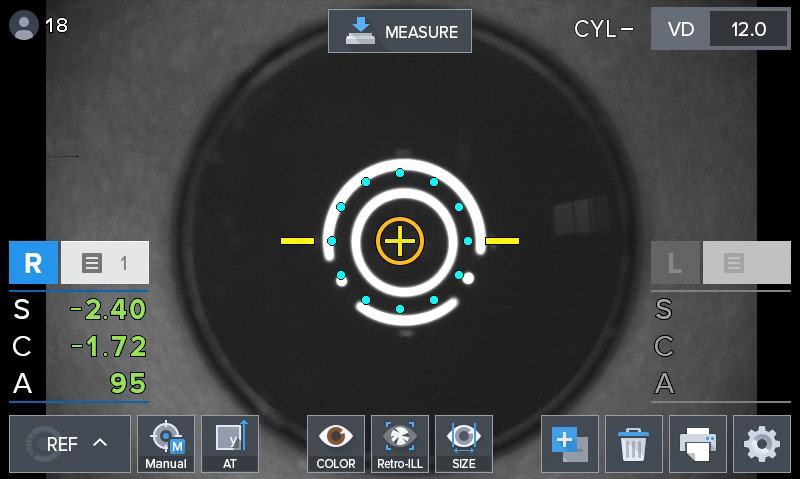 18
MEASURE
CYL−
VD 12.0
R 1
L
S -2.40
C -1.72
A 95
S
C
A
REF
M
Manual
y
AT
COLOR
Retro-ILL
SIZE